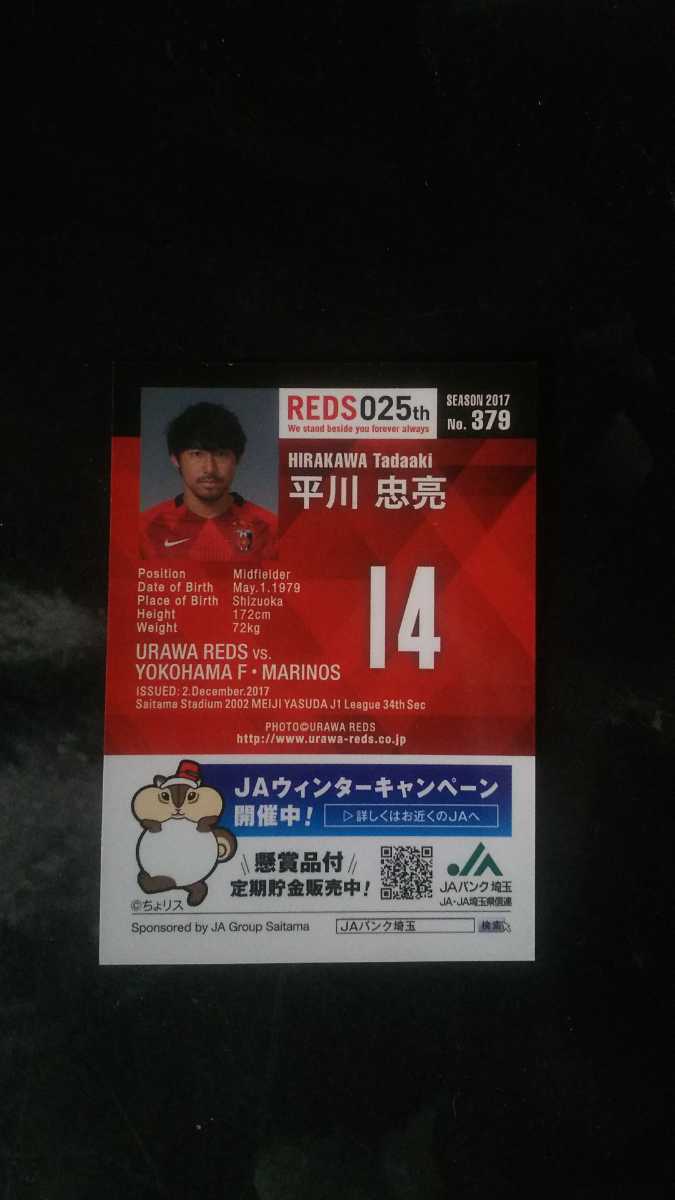 REDS025th
We stand beside you forever always
SEASON 2017
No. 379
HIRAKAWA Tadaaki
平川 忠亮
14
Position Midfielder
Date of Birth May.1.1979
Place of Birth Shizuoka
Height 172cm
Weight 72kg
URAWA REDS vs.
YOKOHAMA F・MARINOS
ISSUED: 2.December.2017
Saitama Stadium 2002 MEIJI YASUDA J1 League 34th Sec
PHOTO©URAWA REDS
http://www.urawa-reds.co.jp
JAウィンターキャンペーン
開催中!
▷詳しくはお近くのJAへ
懸賞品付
定期貯金販売中!
JAバンク埼玉
JA・JA埼玉県信連
©ちょリス
Sponsored by JA Group Saitama
JAバンク埼玉
検索